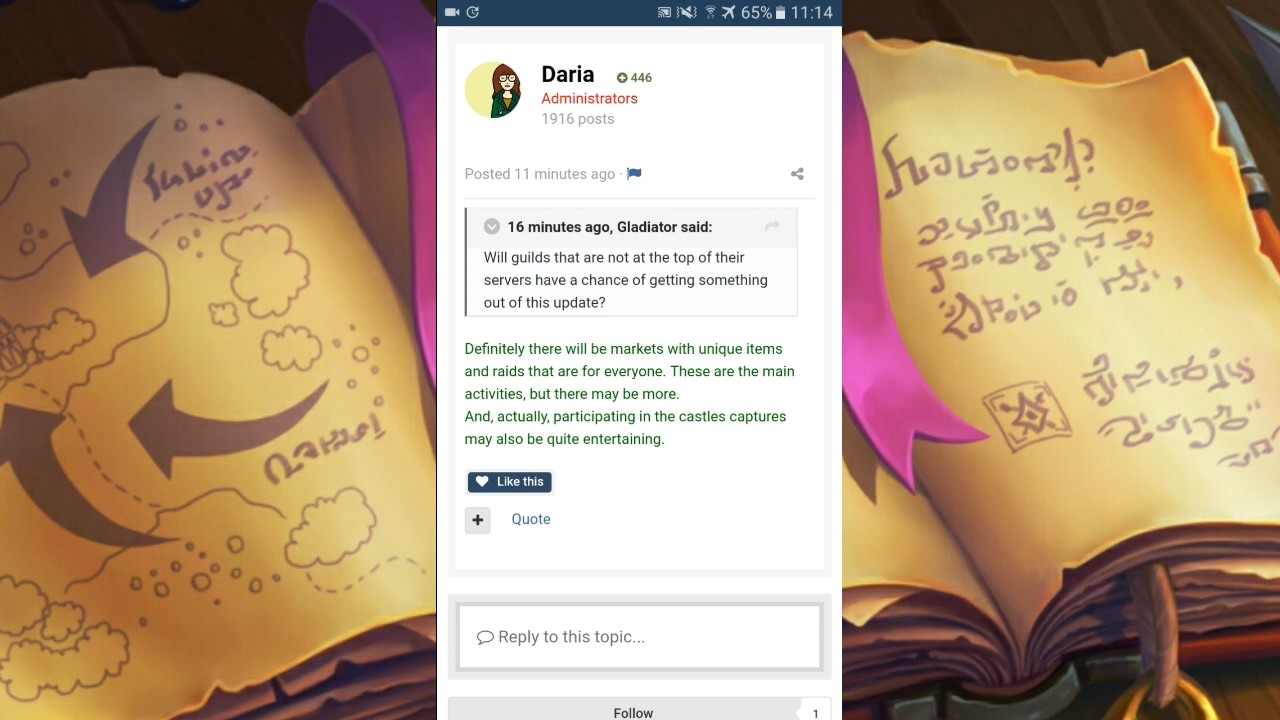 65% 11:14
Daria 446
Administrators
1916 posts
Posted 11 minutes ago ·
16 minutes ago, Gladiator said:
Will guilds that are not at the top of their
servers have a chance of getting something
out of this update?
Definitely there will be markets with unique items
and raids that are for everyone. These are the main
activities, but there may be more.
And, actually, participating in the castles captures
may also be quite entertaining.
Like this
+ Quote
Reply to this topic...
Follow 1